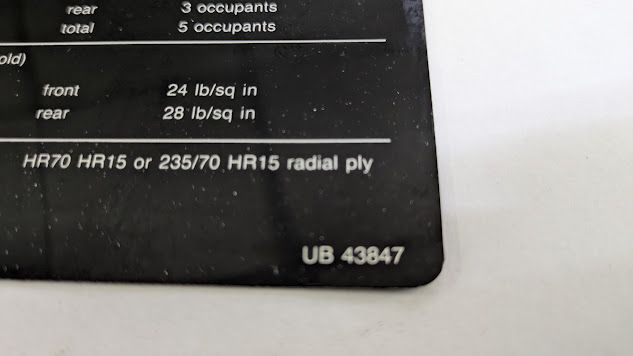 rear 3 occupants
total 5 occupants
old)
front 24 lb/sq in
rear 28 lb/sq in
HR70 HR15 or 235/70 HR15 radial ply
UB 43847